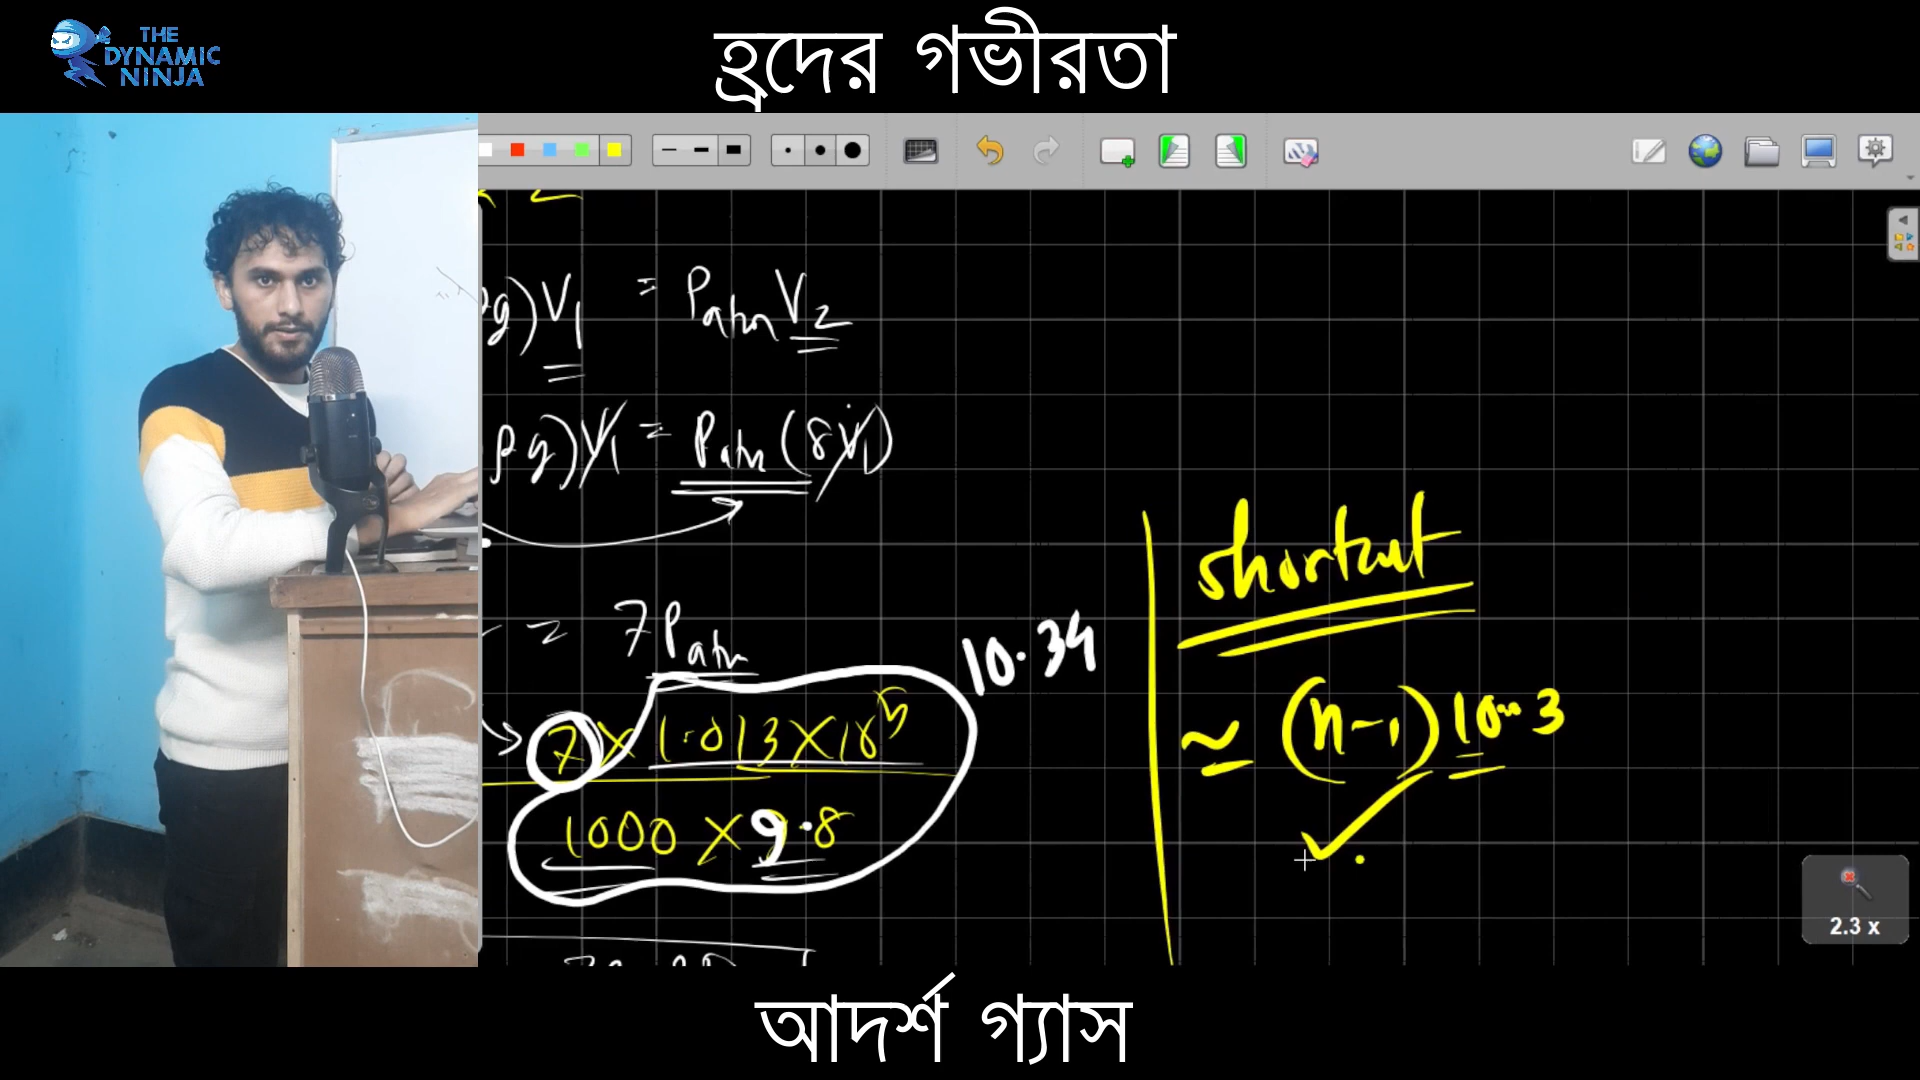 THE
DYNAMIC
NINJA
হ্রদের গভীরতা
ρg)V₁ = Patm V₂
ρg)V₁ = Patm (8V₁)
= 7Patm
10.34
7 × 1.013×10⁵
1000 × 9.8
shortcut
≈ (n-1) 10.3
2.3 x
আদর্শ গ্যাস